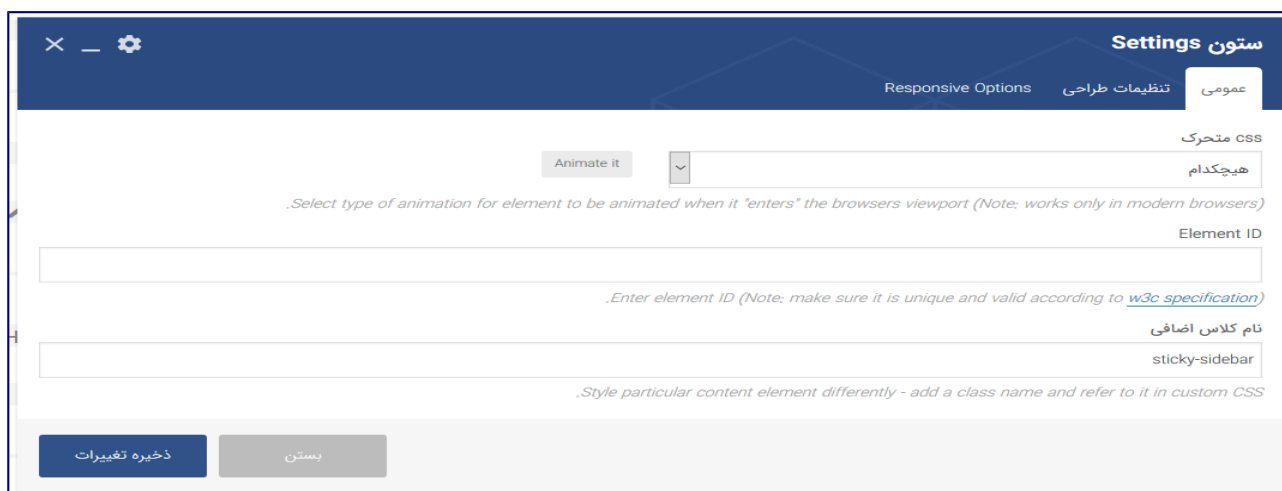 ستون Settings
عمومی تنظیمات طراحی Responsive Options
css متحرک
هیچکدام Animate it
.Select type of animation for element to be animated when it "enters" the browsers viewport (Note: works only in modern browsers)
Element ID
.Enter element ID (Note: make sure it is unique and valid according to w3c specification)
نام کلاس اضافی
sticky-sidebar
.Style particular content element differently - add a class name and refer to it in custom CSS
بستن ذخیره تغییرات